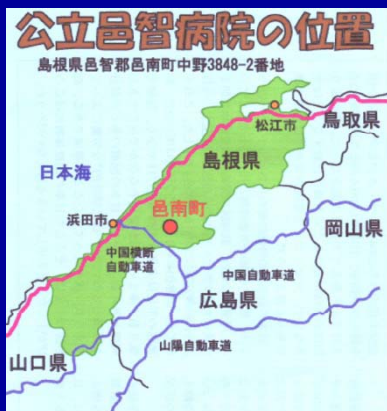 公立邑智病院の位置
島根県邑智郡邑南町中野3848-2番地
松江市
鳥取県
島根県
日本海
邑南町
浜田市
岡山県
中国横断
自動車道
中国自動車道
広島県
山陽自動車道
山口県